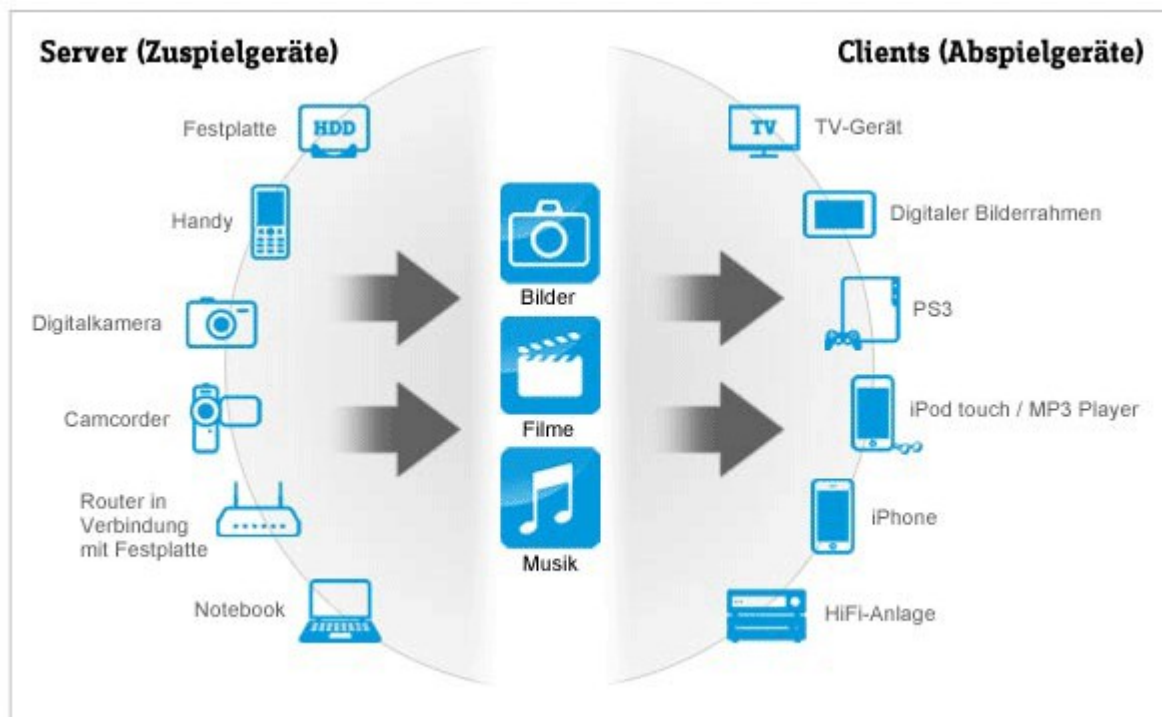 Server (Zuspielgeräte)
Festplatte
HDD
Handy
Digitalkamera
Camcorder
Router in
Verbindung
mit Festplatte
Notebook
Bilder
Filme
Musik
Clients (Abspielgeräte)
TV
TV-Gerät
Digitaler Bilderrahmen
PS3
iPod touch / MP3 Player
iPhone
HiFi-Anlage